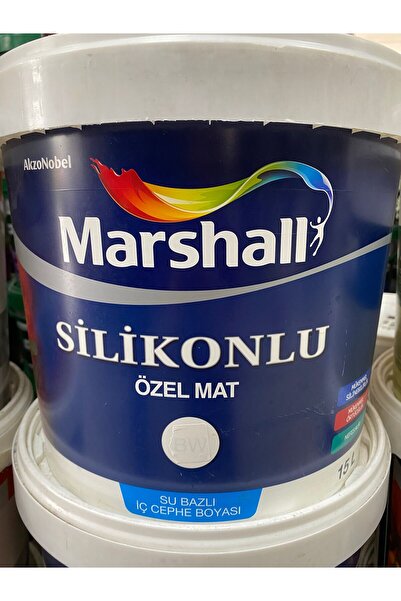 AkzoNobel
Marshall
SİLİKONLU
ÖZEL MAT
BW
15 L
SU BAZLI
İÇ CEPHE BOYASI